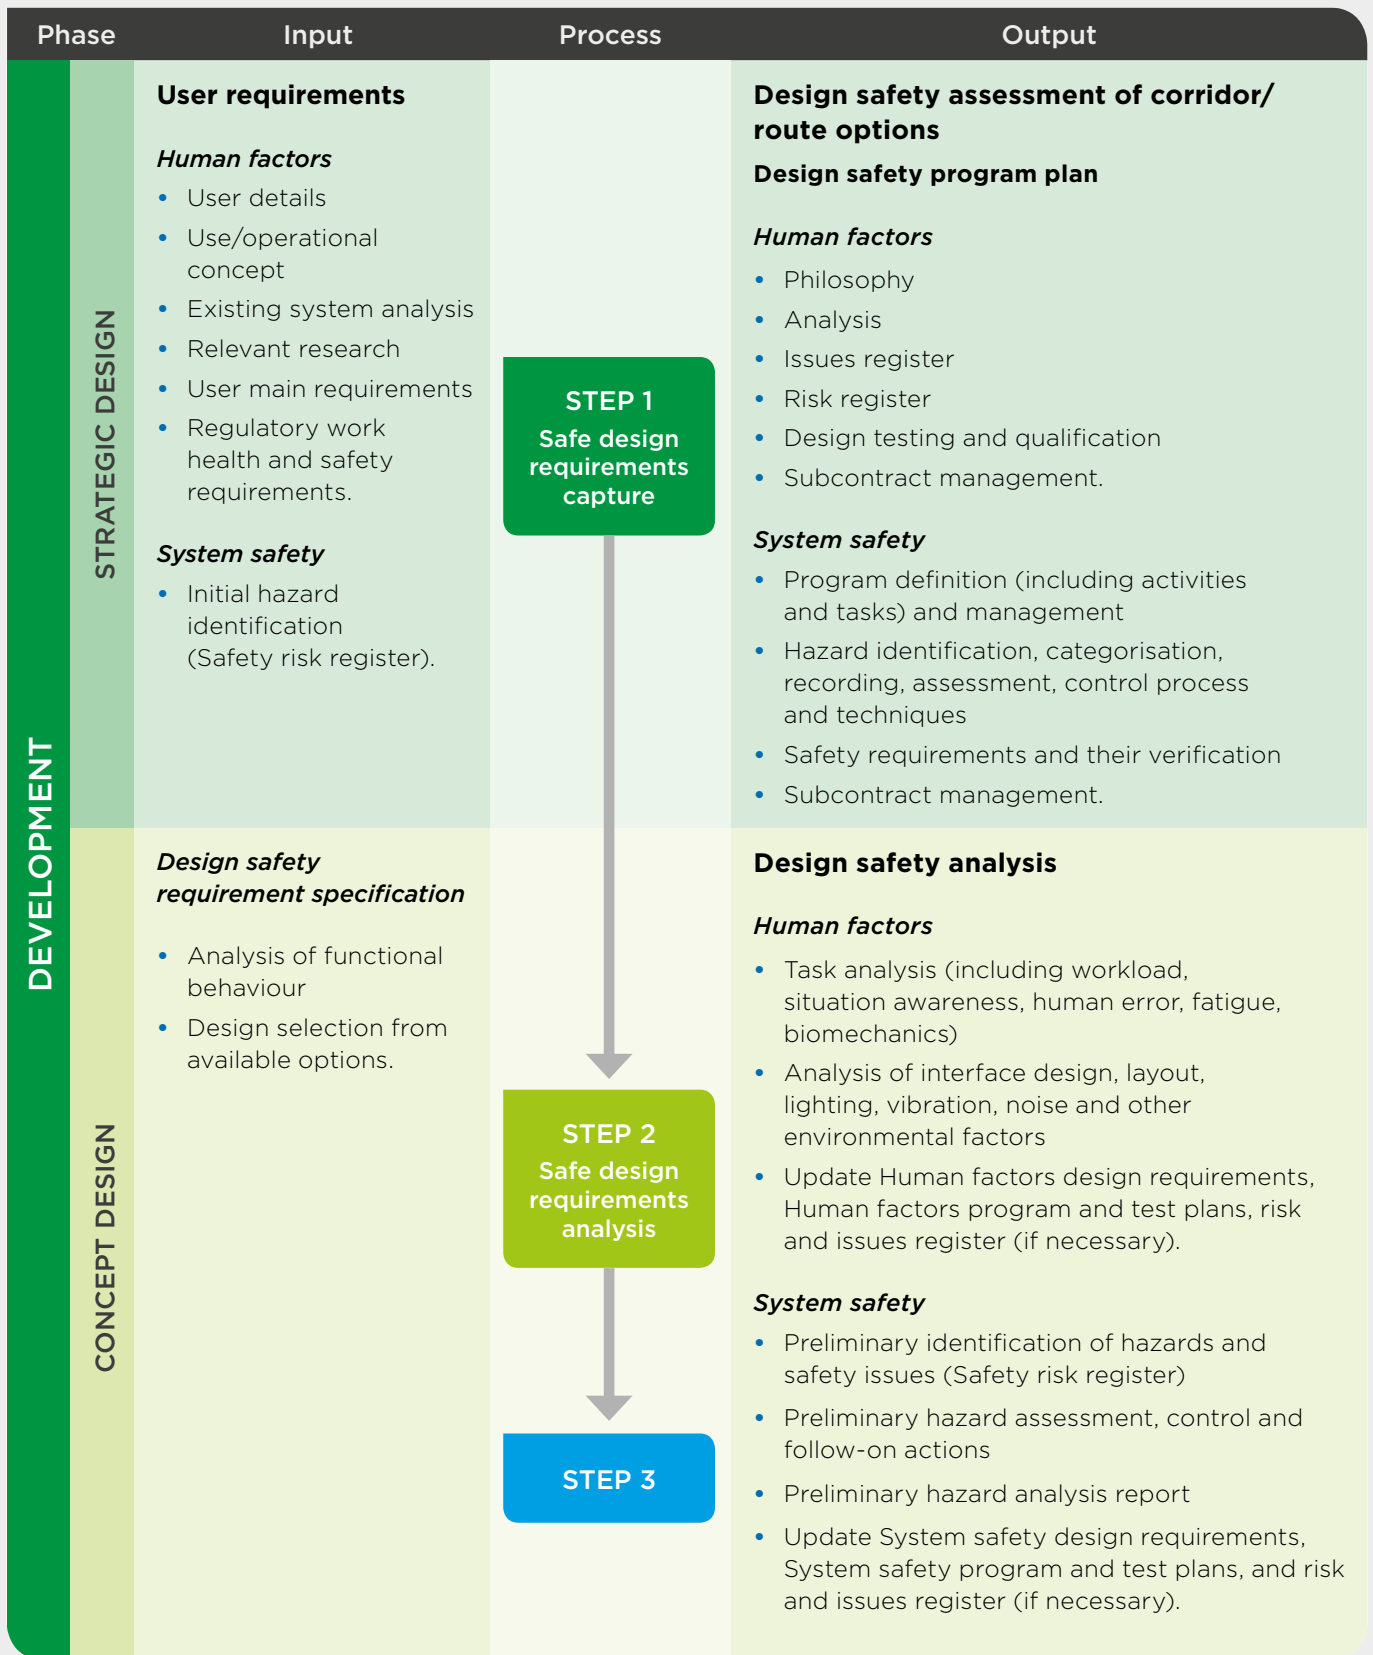 Phase Input Process Output
DEVELOPMENT
STRATEGIC DESIGN
User requirements
Human factors
• User details
• Use/operational
concept
• Existing system analysis
• Relevant research
• User main requirements
• Regulatory work
health and safety
requirements.
System safety
• Initial hazard
identification
(Safety risk register).
STEP 1
Safe design
requirements
capture
Design safety assessment of corridor/
route options
Design safety program plan
Human factors
• Philosophy
• Analysis
• Issues register
• Risk register
• Design testing and qualification
• Subcontract management.
System safety
• Program definition (including activities
and tasks) and management
• Hazard identification, categorisation,
recording, assessment, control process
and techniques
• Safety requirements and their verification
• Subcontract management.
CONCEPT DESIGN
Design safety
requirement specification
• Analysis of functional
behaviour
• Design selection from
available options.
STEP 2
Safe design
requirements
analysis
STEP 3
Design safety analysis
Human factors
• Task analysis (including workload,
situation awareness, human error, fatigue,
biomechanics)
• Analysis of interface design, layout,
lighting, vibration, noise and other
environmental factors
• Update Human factors design requirements,
Human factors program and test plans, risk
and issues register (if necessary).
System safety
• Preliminary identification of hazards and
safety issues (Safety risk register)
• Preliminary hazard assessment, control and
follow-on actions
• Preliminary hazard analysis report
• Update System safety design requirements,
System safety program and test plans, and risk
and issues register (if necessary).